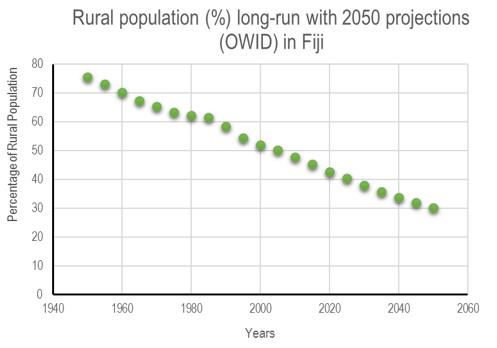 Rural population (%) long-run with 2050 projections
(OWID) in Fiji
Percentage of Rural Population
80
70
60
50
40
30
20
10
0
1940 1960 1980 2000 2020 2040 2060
Years